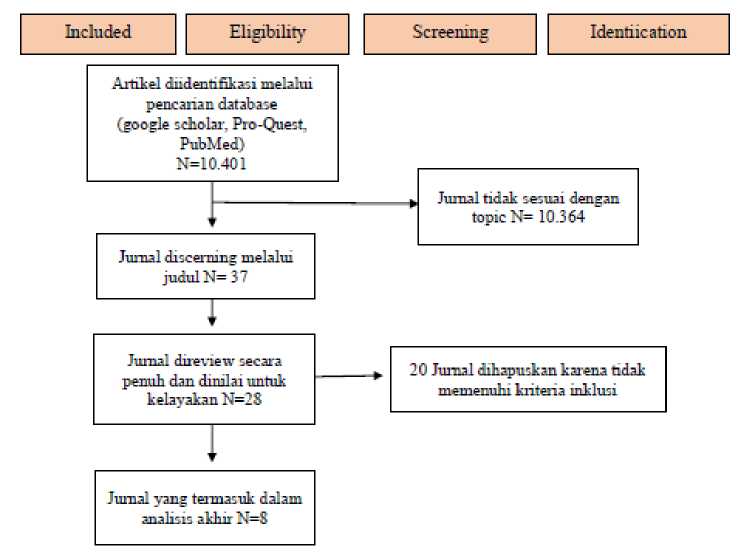 Included
Eligibility
Screening
Identiication
Artikel diidentifikasi melalui
pencarian database
(google scholar, Pro-Quest,
PubMed)
N=10.401
Jurnal tidak sesuai dengan
topic N= 10.364
Jurnal discerning melalui
judul N= 37
Jurnal direview secara
penuh dan dinilai untuk
kelayakan N=28
20 Jurnal dihapuskan karena tidak
memenuhi kriteria inklusi
Jurnal yang termasuk dalam
analisis akhir N=8